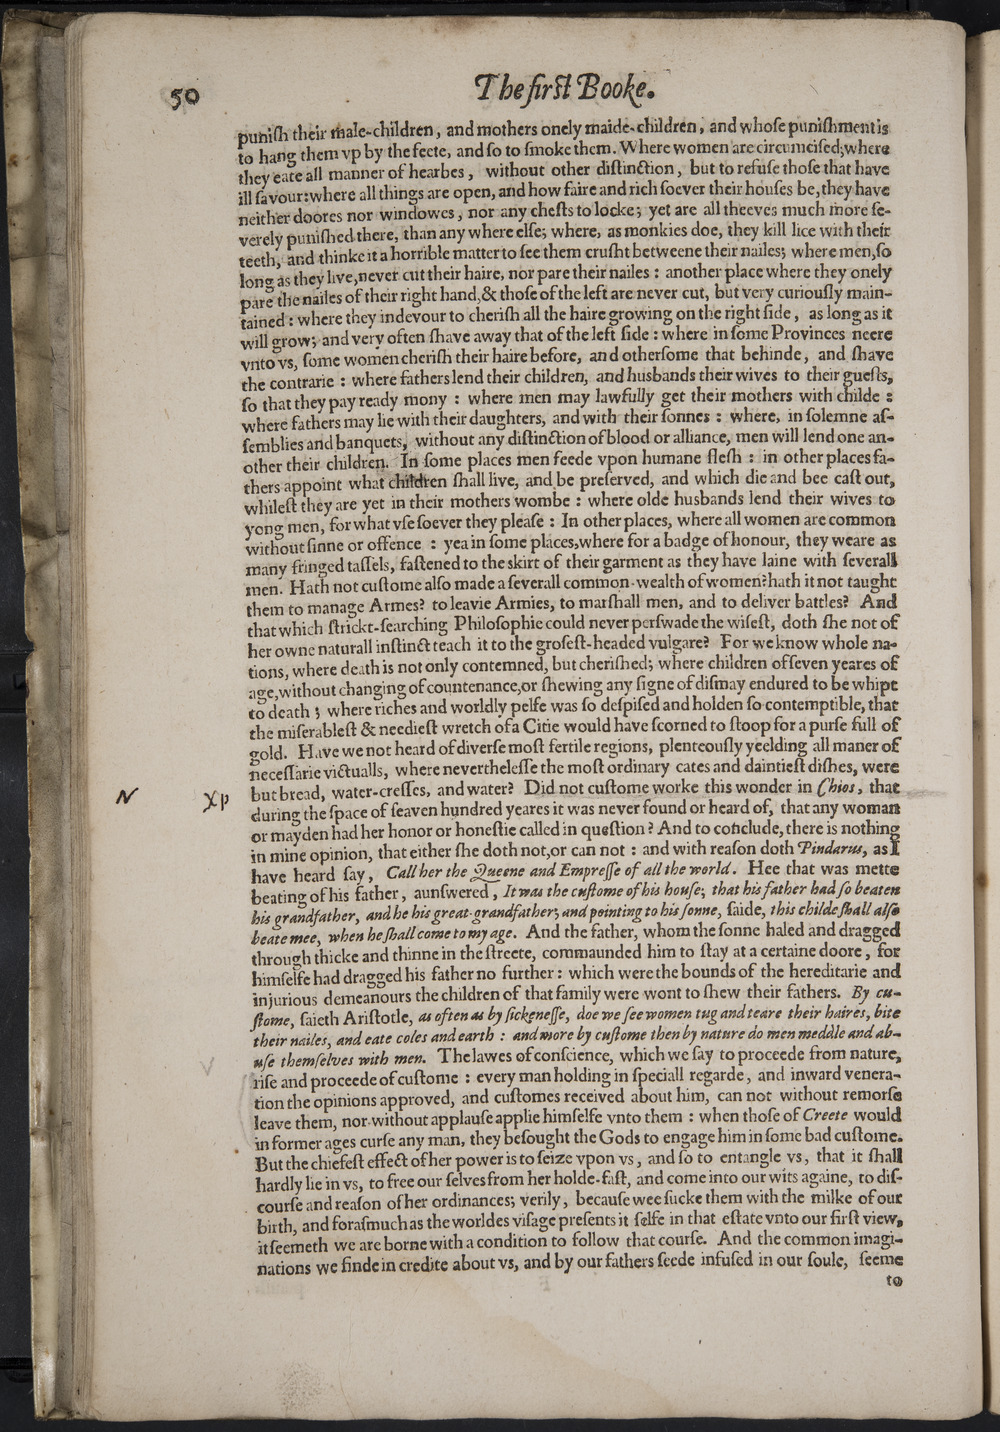 50
The firſt Booke.
puniſh their male-children, and mothers onely maide-children, and whoſe puniſhment is
to hang them vp by the feete, and ſo to ſmoke them. Where women are circumciſed; where
they eate all manner of hearbes, without other diſtinction, but to refuſe thoſe that have
ill ſavour: where all things are open, and how faire and rich ſoever their houſes be, they have
neither doores nor windowes, nor any cheſts to locke; yet are all theeves much more ſe-
verely puniſhed there, than any where elſe; where, as monkies doe, they kill lice with their
teeth, and thinke it a horrible matter to ſee them cruſht betweene their nailes; where men, ſo
long as they live, never cut their haire, nor pare their nailes : another place where they onely
pare the nailes of their right hand, & thoſe of the left are never cut, but very curiouſly main-
tained : where they indevour to cheriſh all the haire growing on the right ſide, as long as it
will grow; and very often ſhave away that of the left ſide : where in ſome Provinces neere
vnto vs, ſome women cheriſh their haire before, and otherſome that behinde, and ſhave
the contrarie : where fathers lend their children, and husbands their wives to their gueſts,
ſo that they pay ready mony : where men may lawfully get their mothers with childe :
where fathers may lie with their daughters, and with their ſonnes : where, in ſolemne aſ-
ſemblies and banquets, without any diſtinction of blood or alliance, men will lend one an-
other their children. In ſome places men feede vpon humane fleſh : in other places fa-
thers appoint what children ſhall live, and be preſerved, and which die and bee caſt out,
whileſt they are yet in their mothers wombe : where olde husbands lend their wives to
yong men, for what vſe ſoever they pleaſe : In other places, where all women are common
without ſinne or offence : yea in ſome places, where for a badge of honour, they weare as
many fringed taſſels, faſtened to the skirt of their garment as they have laine with ſeverall
men. Hath not cuſtome alſo made a ſeverall common-wealth of women? hath it not taught
them to manage Armes? to leavie Armies, to marſhall men, and to deliver battles? And
that which ſtrickt-ſearching Philoſophie could never perſwade the wiſeſt, doth ſhe not of
her owne naturall inſtinct teach it to the groſeſt-headed vulgare? For we know whole na-
tions, where death is not only contemned, but cheriſhed; where children of ſeven yeares of
age, without changing of countenance, or ſhewing any ſigne of diſmay endured to be whipt
to death ; where riches and worldly pelfe was ſo deſpiſed and holden ſo contemptible, that
the miſerableſt & needieſt wretch of a Citie would have ſcorned to ſtoop for a purſe full of
gold. Have we not heard of diverſe moſt fertile regions, plenteouſly yeelding all maner of
neceſſarie victualls, where nevertheleſſe the moſt ordinary cates and daintieſt diſhes, were
but bread, water-creſſes, and water? Did not cuſtome worke this wonder in Chios, that
during the ſpace of ſeaven hundred yeares it was never found or heard of, that any woman
or mayden had her honor or honeſtie called in queſtion? And to conclude, there is nothing
in mine opinion, that either ſhe doth not, or can not : and with reaſon doth Pindarus, as I
have heard ſay, Call her the Queene and Empreſſe of all the world. Hee that was mette
beating of his father, aunſwered, It was the cuſtome of his houſe; that his father had ſo beaten
his grandfather, and he his great-grandfather; and pointing to his ſonne, ſaide, this childe ſhall alſo
beate mee, when he ſhall come to my age. And the father, whom the ſonne haled and dragged
through thicke and thinne in the ſtreete, commaunded him to ſtay at a certaine doore, for
himſelfe had dragged his father no further : which were the bounds of the hereditarie and
injurious demeanours the children of that family were wont to ſhew their fathers. By cu-
ſtome, ſaieth Ariſtotle, as often as by ſickeneſſe, doe we ſee women tug and teare their haires, bite
their nailes, and eate coles and earth : and more by cuſtome then by nature do men meddle and ab-
uſe themſelves with men. The lawes of conſcience, which we ſay to proceede from nature,
riſe and proceede of cuſtome : every man holding in ſpeciall regarde, and inward venera-
tion the opinions approved, and cuſtomes received about him, can not without remorſe
leave them, nor without applauſe applie himſelfe vnto them : when thoſe of Creete would
in former ages curſe any man, they beſought the Gods to engage him in ſome bad cuſtome.
But the chiefeſt effect of her power is to ſeize vpon vs, and ſo to entangle vs, that it ſhall
hardly lie in vs, to free our ſelves from her holde-faſt, and come into our wits againe, to diſ-
courſe and reaſon of her ordinances; verily, becauſe wee ſucke them with the milke of our
birth, and foraſmuch as the worldes viſage preſents it ſelfe in that eſtate vnto our firſt view,
it ſeemeth we are borne with a condition to follow that courſe. And the common imagi-
nations we finde in credite about vs, and by our fathers ſeede infuſed in our ſoule, ſeeme
to